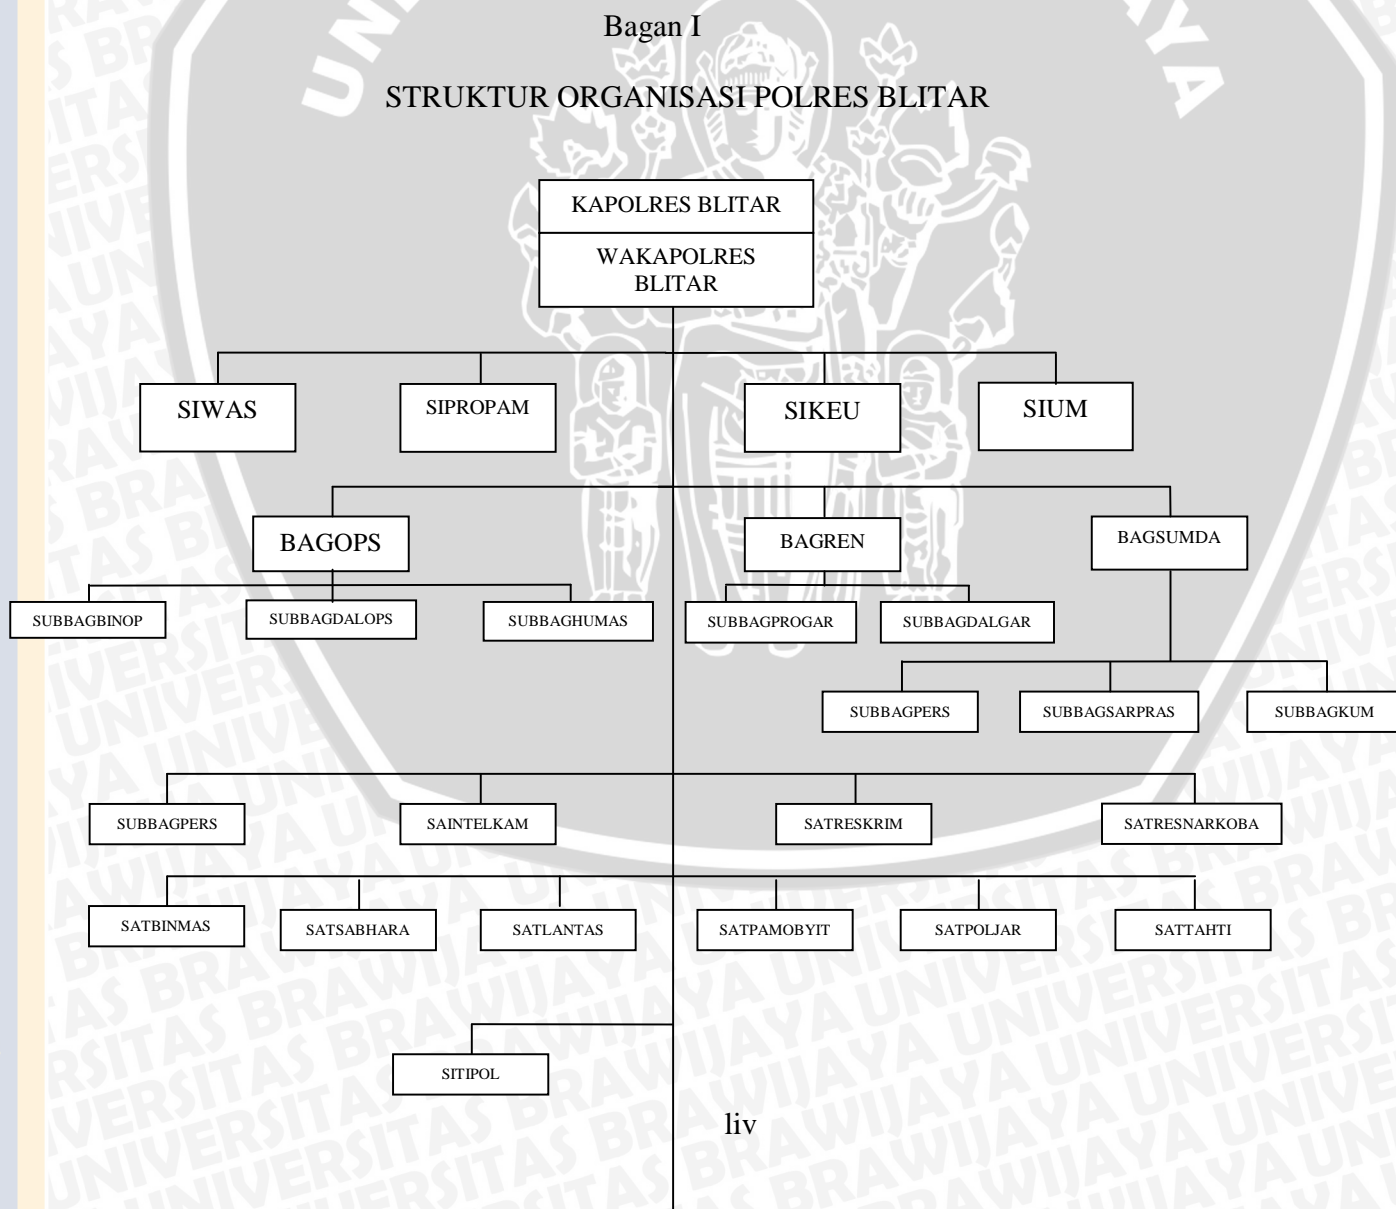 Bagan I
STRUKTUR ORGANISASI POLRES BLITAR
KAPOLRES BLITAR
WAKAPOLRES
BLITAR
SIWAS
SIPROPAM
SIKEU
SIUM
BAGOPS
BAGREN
BAGSUMDA
SUBBAGBINOP
SUBBAGDALOPS
SUBBAGHUMAS
SUBBAGPROGAR
SUBBAGDALGAR
SUBBAGPERS
SUBBAGSARPRAS
SUBBAGKUM
SUBBAGPERS
SAINTELKAM
SATRESKRIM
SATRESNARKOBA
SATBINMAS
SATSABHARA
SATLANTAS
SATPAMOBYIT
SATPOLJAR
SATTAHTI
SITIPOL
liv